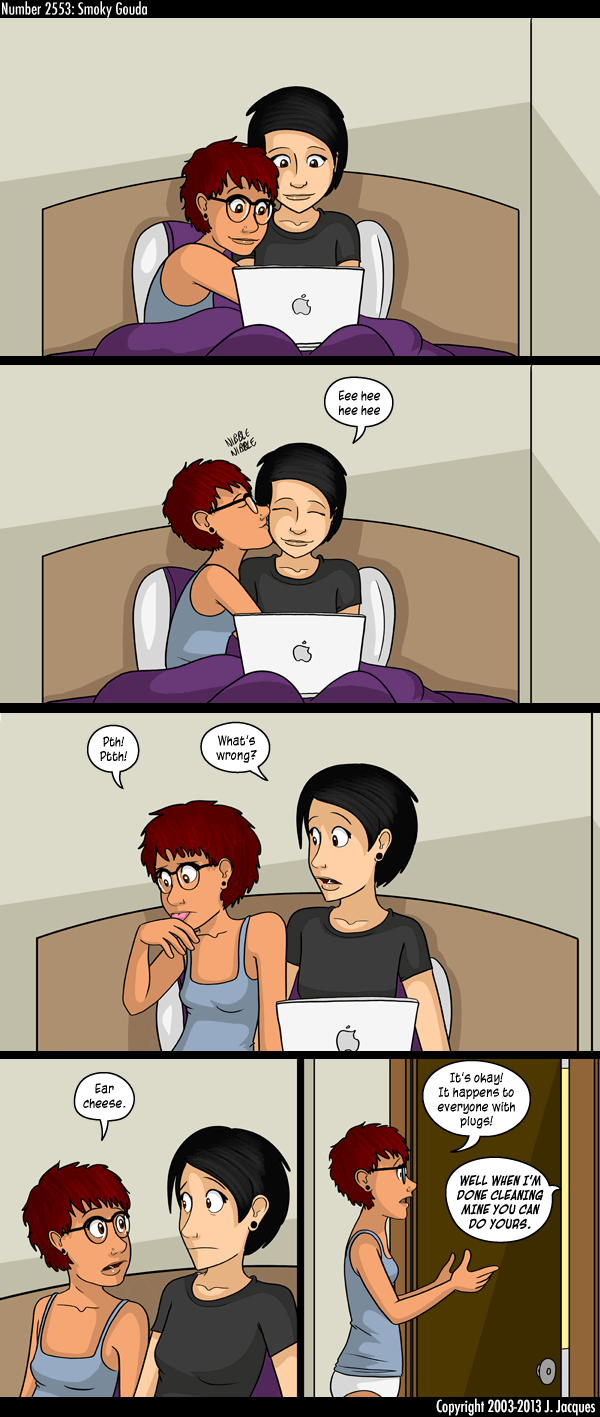 Number 2553: Smoky Gouda
NIBBLE
NIBBLE
Eee hee
hee hee
Pth!
Ptth!
What's
wrong?
Ear
cheese.
It's okay!
It happens to
everyone with
plugs!
WELL WHEN I'M
DONE CLEANING
MINE YOU CAN
DO YOURS.
Copyright 2003-2013 J. Jacques